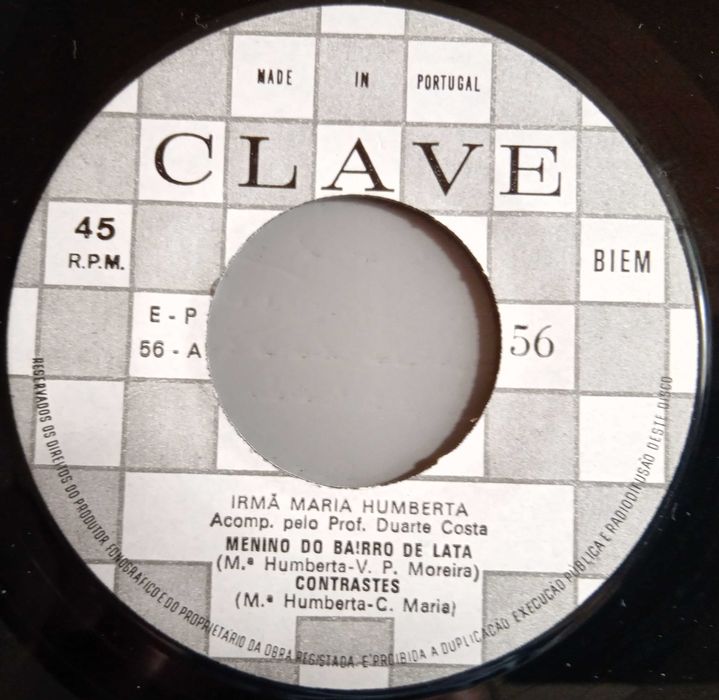 MADE IN PORTUGAL
CLAVE
45
R.P.M.
BIEM
E-P
56-A
56
IRMÃ MARIA HUMBERTA
Acomp. pelo Prof. Duarte Costa
MENINO DO BAIRRO DE LATA
(M.ª Humberta-V. P. Moreira)
CONTRASTES
(M.ª Humberta-C. Maria)
RESERVADOS OS DIREITOS DO PRODUTOR FONOGRÁFICO E DO PROPRIETÁRIO DA OBRA REGISTADA. É PROIBIDA A DUPLICAÇÃO EXECUÇÃO PÚBLICA E RADIODIFUSÃO DESTE DISCO